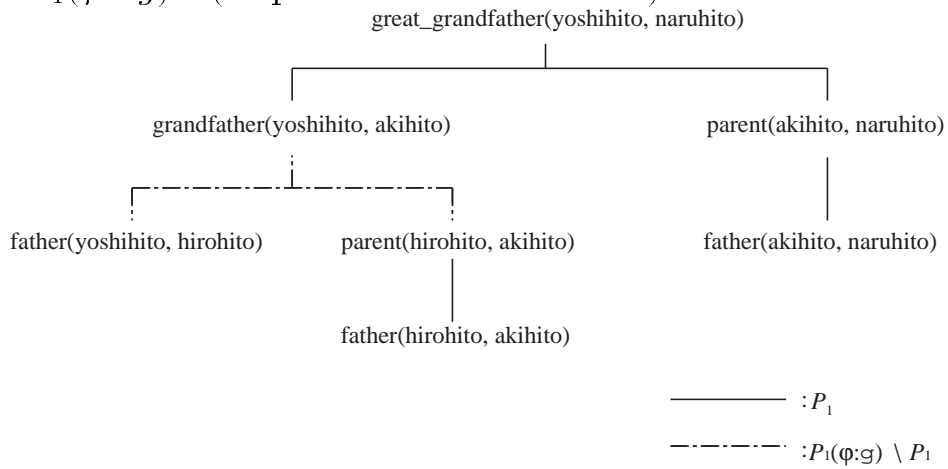 great_grandfather(yoshihito, naruhito)
grandfather(yoshihito, akihito)
parent(akihito, naruhito)
father(yoshihito, hirohito)
parent(hirohito, akihito)
father(akihito, naruhito)
father(hirohito, akihito)
:P₁
:P₁(φ:g) \ P₁